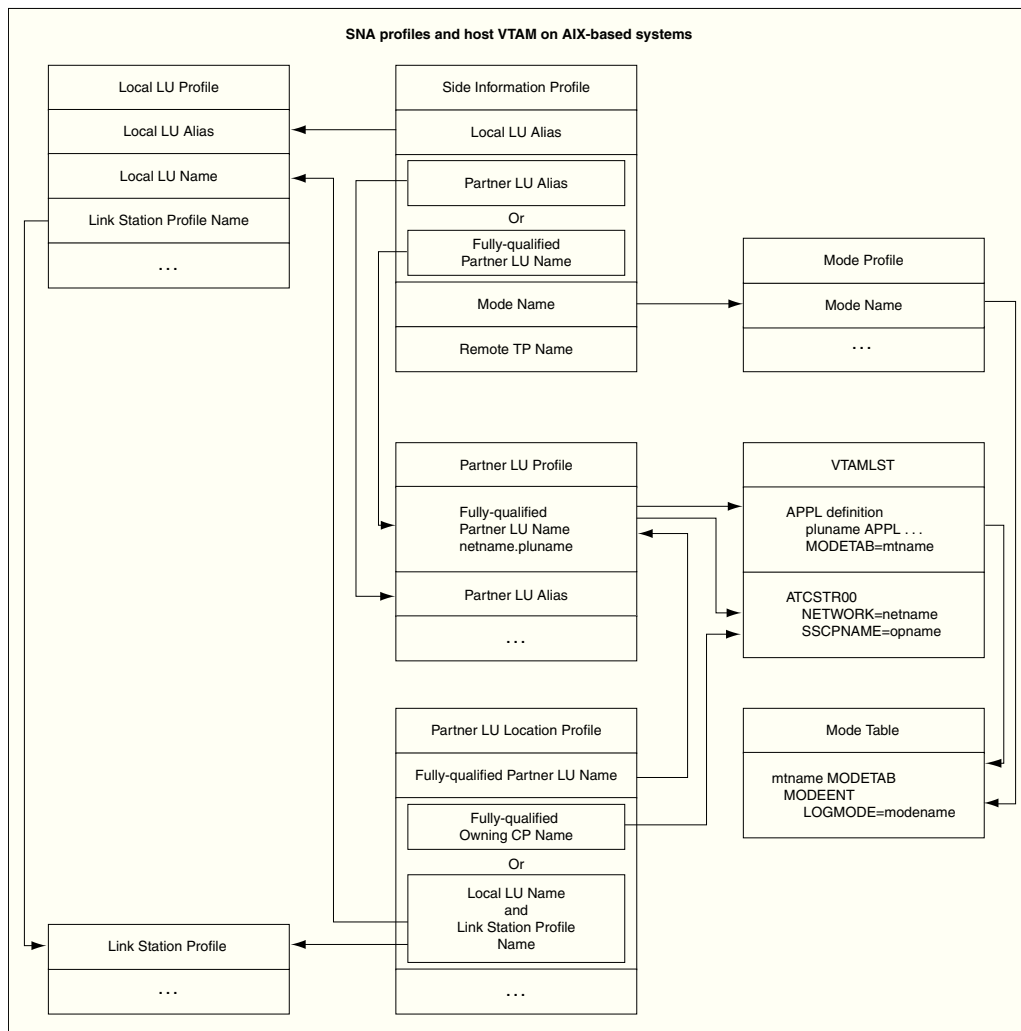 SNA profiles and host VTAM on AIX-based systems
Local LU Profile
Local LU Alias
Local LU Name
Link Station Profile Name
...
Side Information Profile
Local LU Alias
Partner LU Alias
Or
Fully-qualified
Partner LU Name
Mode Name
Remote TP Name
Mode Profile
Mode Name
...
Partner LU Profile
Fully-qualified
Partner LU Name
netname.pluname
Partner LU Alias
...
VTAMLST
APPL definition
pluname APPL . . .
MODETAB=mtname
ATCSTR00
NETWORK=netname
SSCPNAME=opname
Partner LU Location Profile
Fully-qualified Partner LU Name
Fully-qualified
Owning CP Name
Or
Local LU Name
and
Link Station Profile
Name
...
Mode Table
mtname MODETAB
MODEENT
LOGMODE=modename
Link Station Profile
...